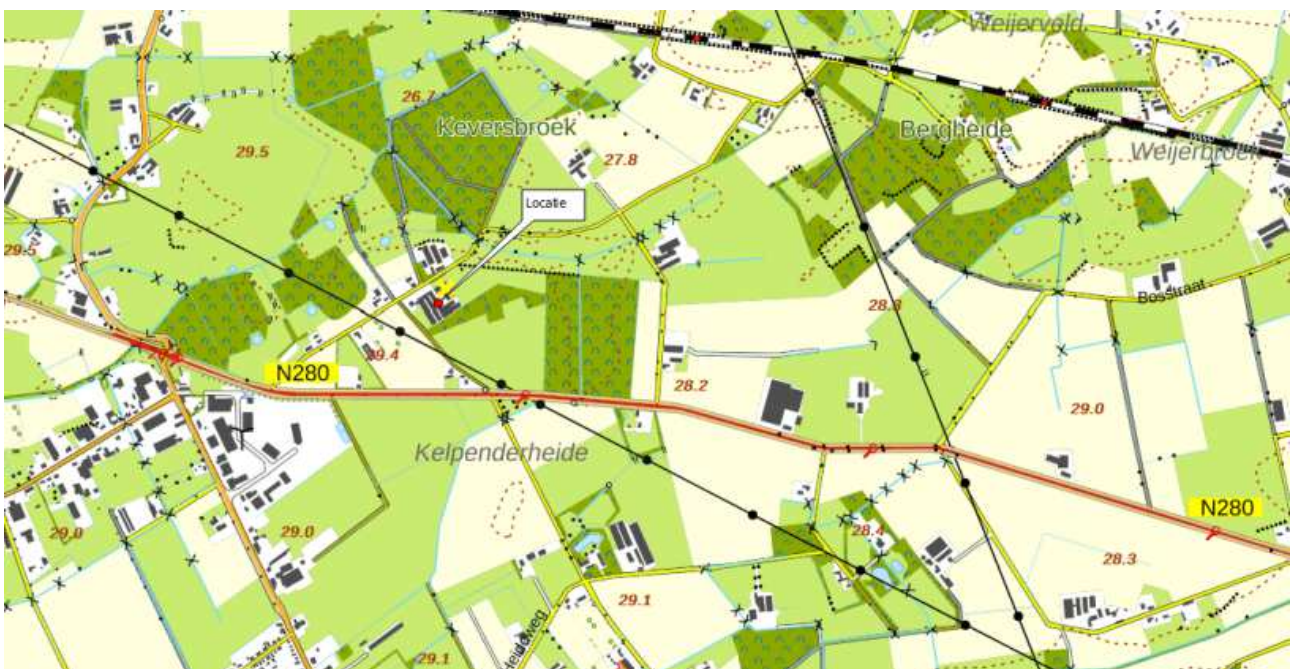 Weijerveld
26.7
Keversbroek
Bergheide
29.5
27.8
Weijerbroek
Locatie
29.5
Bosstraat
28.3
N280
29.4
28.2
29.0
Kelpenderheide
N280
29.0
29.0
28.4
28.3
29.1
29.1